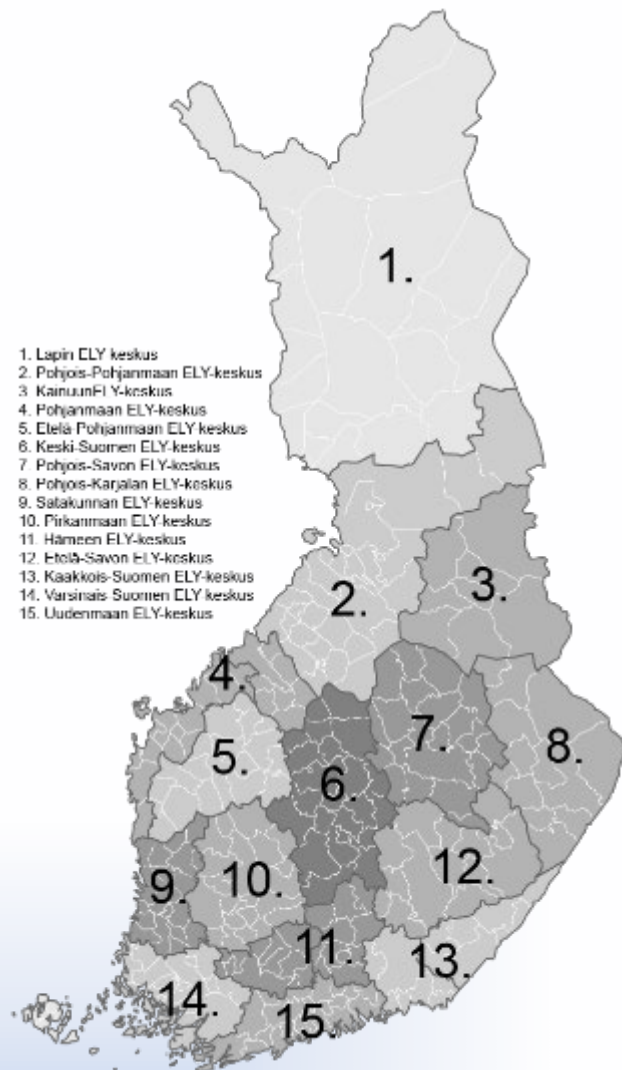 1.
1. Lapin ELY keskus
2. Pohjois-Pohjanmaan ELY-keskus
3. KainuunELY-keskus
4. Pohjanmaan ELY-keskus
5. Etelä-Pohjanmaan ELY keskus
6. Keski-Suomen ELY-keskus
7. Pohjois-Savon ELY-keskus
8. Pohjois-Karjalan ELY-keskus
9. Satakunnan ELY-keskus
10. Pirkanmaan ELY-keskus
11. Hämeen ELY-keskus
12. Etelä-Savon ELY-keskus
13. Kaakkois-Suomen ELY-keskus
14. Varsinais-Suomen ELY keskus
15. Uudenmaan ELY-keskus
2.
3.
4.
5.
6.
7.
8.
9.
10.
11.
12.
13.
14.
15.